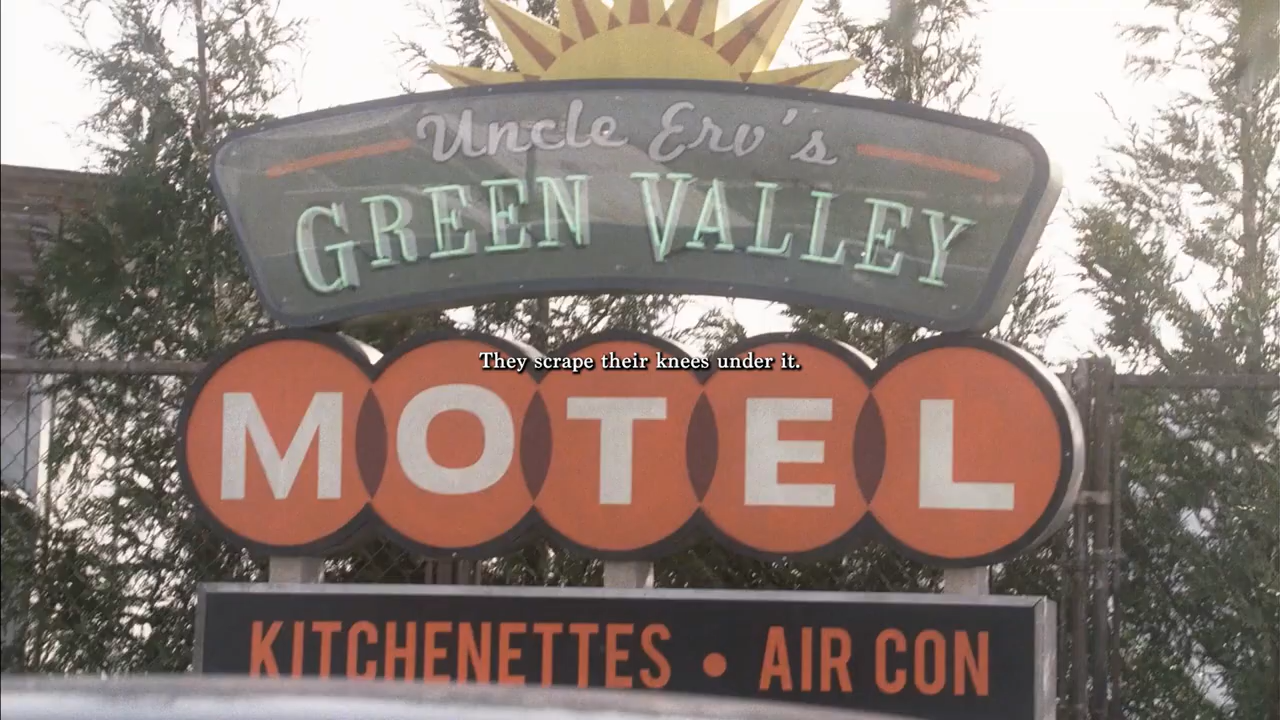 Uncle Erv's
GREEN VALLEY
They scrape their knees under it.
MOTEL
KITCHENETTES • AIR CON